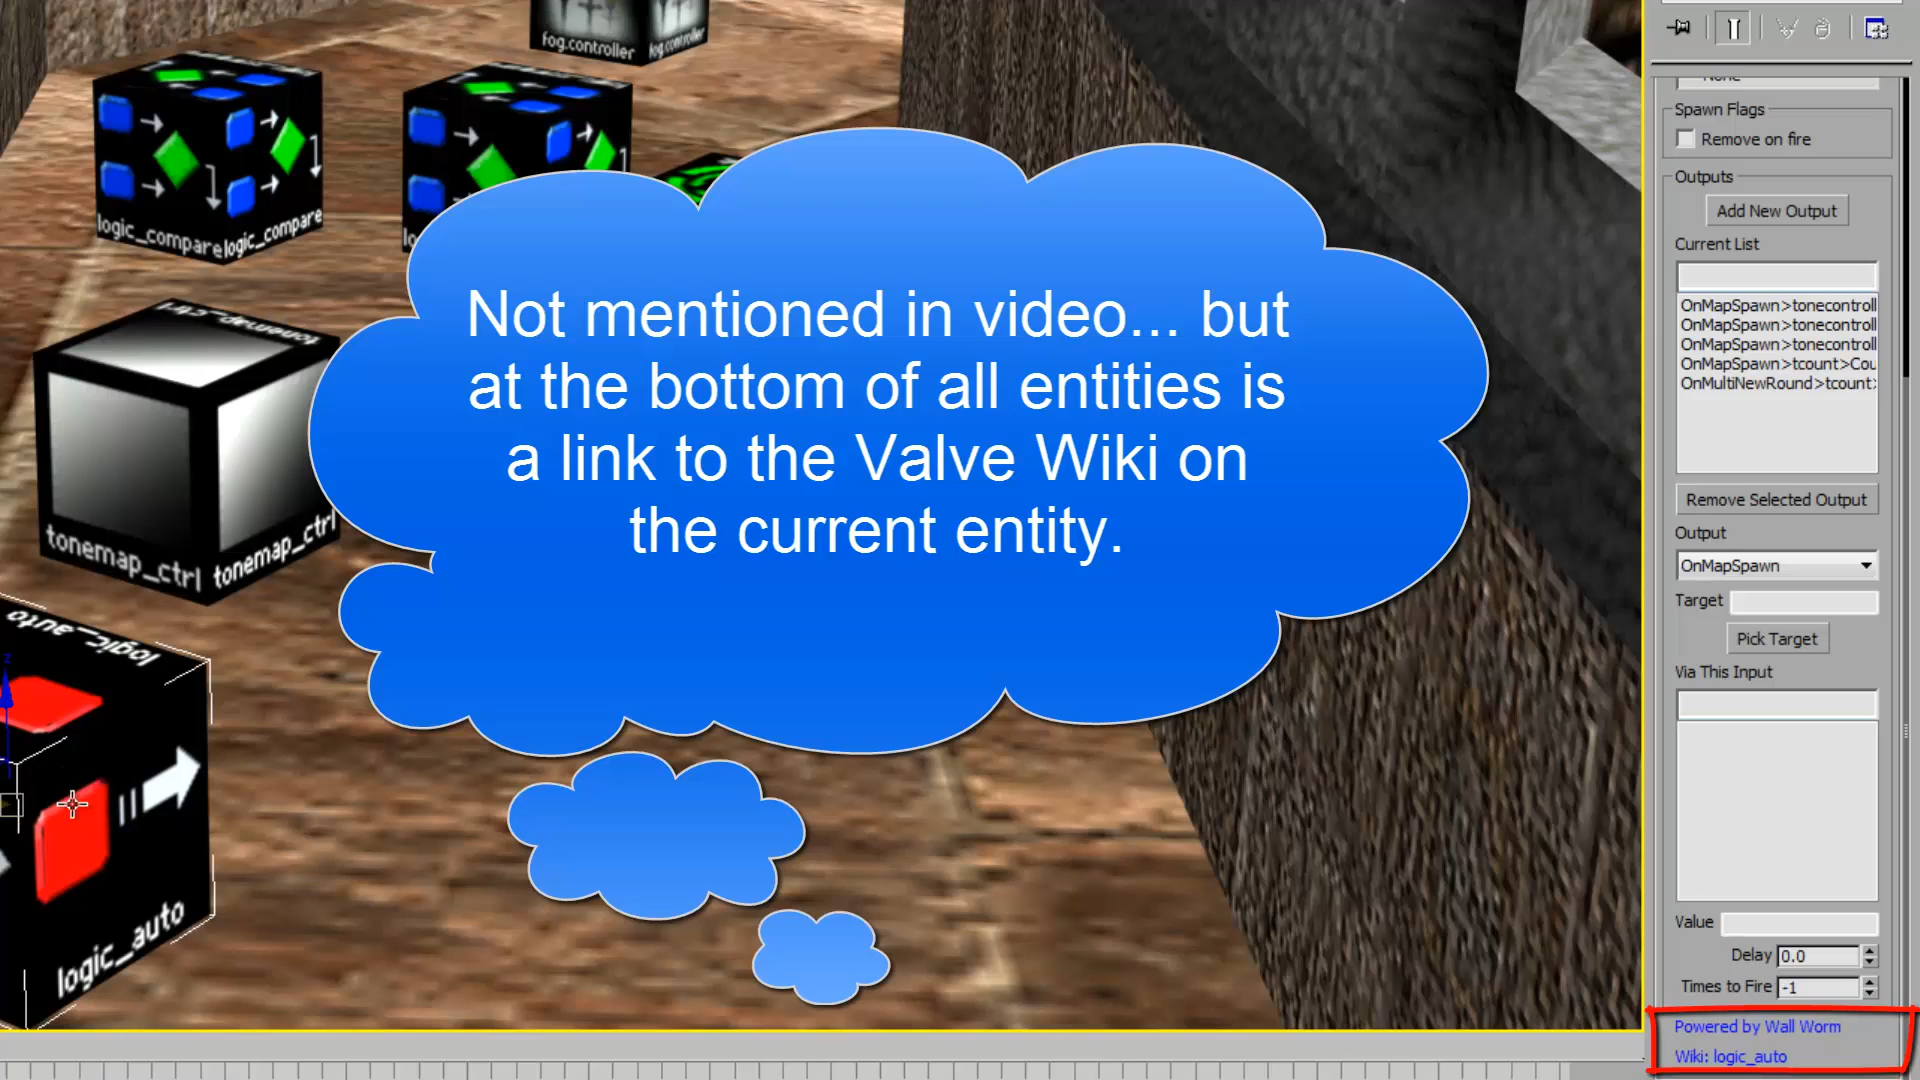 fog.controller
fog.controller
logic_compare
logic_compare
tonemap_ctrl
tonemap_ctrl
tonemap_ctrl
logic_auto
logic_auto
Not mentioned in video... but
at the bottom of all entities is
a link to the Valve Wiki on
the current entity.
None
Spawn Flags
Remove on fire
Outputs
Add New Output
Current List
OnMapSpawn>tonecontroll
OnMapSpawn>tonecontroll
OnMapSpawn>tonecontroll
OnMapSpawn>tcount>Cou
OnMultiNewRound>tcount>
Remove Selected Output
Output
OnMapSpawn
Target
Pick Target
Via This Input
Value
Delay 0.0
Times to Fire -1
Powered by Wall Worm
Wiki: logic_auto